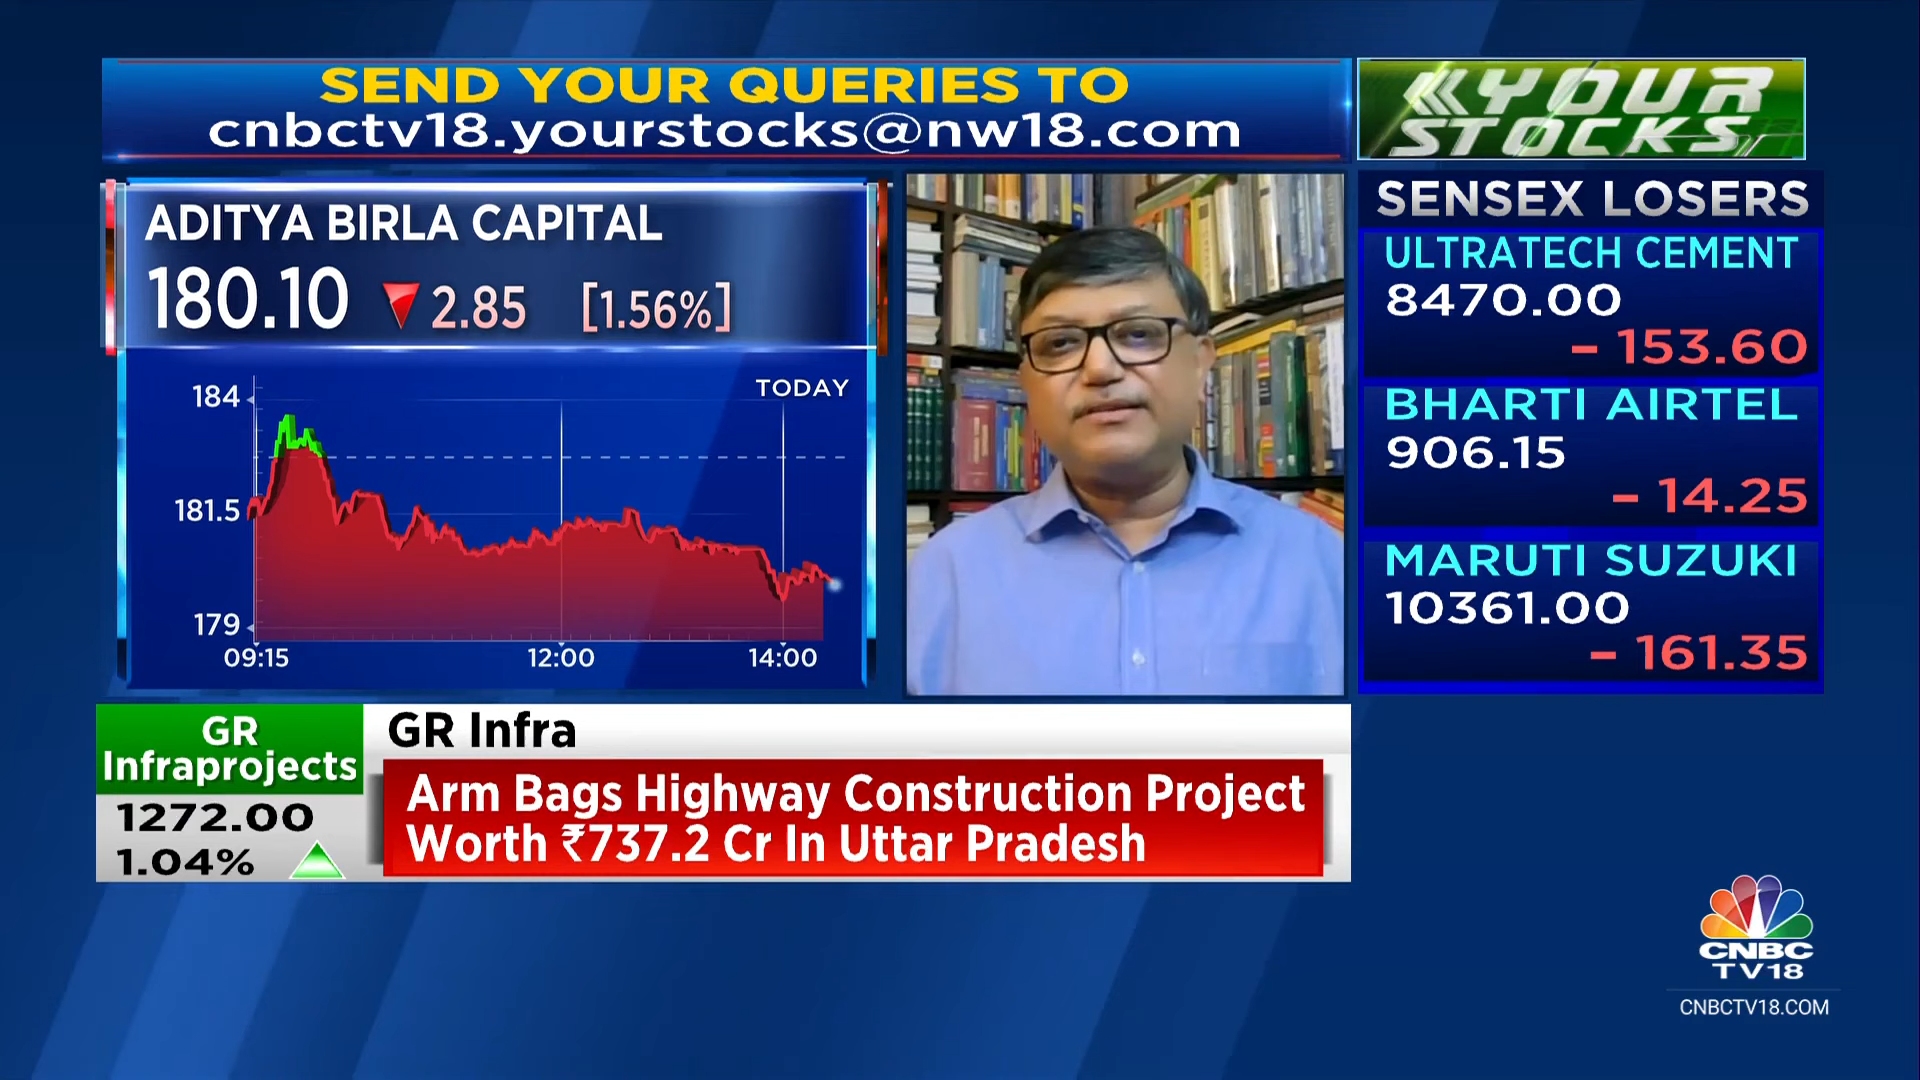 SEND YOUR QUERIES TO
cnbctv18.yourstocks@nw18.com
YOUR
STOCKS
ADITYA BIRLA CAPITAL
180.10 ▼ 2.85 [1.56%]
TODAY
184
181.5
179
09:15 12:00 14:00
SENSEX LOSERS
ULTRATECH CEMENT
8470.00
- 153.60
BHARTI AIRTEL
906.15
- 14.25
MARUTI SUZUKI
10361.00
- 161.35
GR
Infraprojects
1272.00
1.04%
GR Infra
Arm Bags Highway Construction Project
Worth ₹737.2 Cr In Uttar Pradesh
CNBC
TV18
CNBCTV18.COM